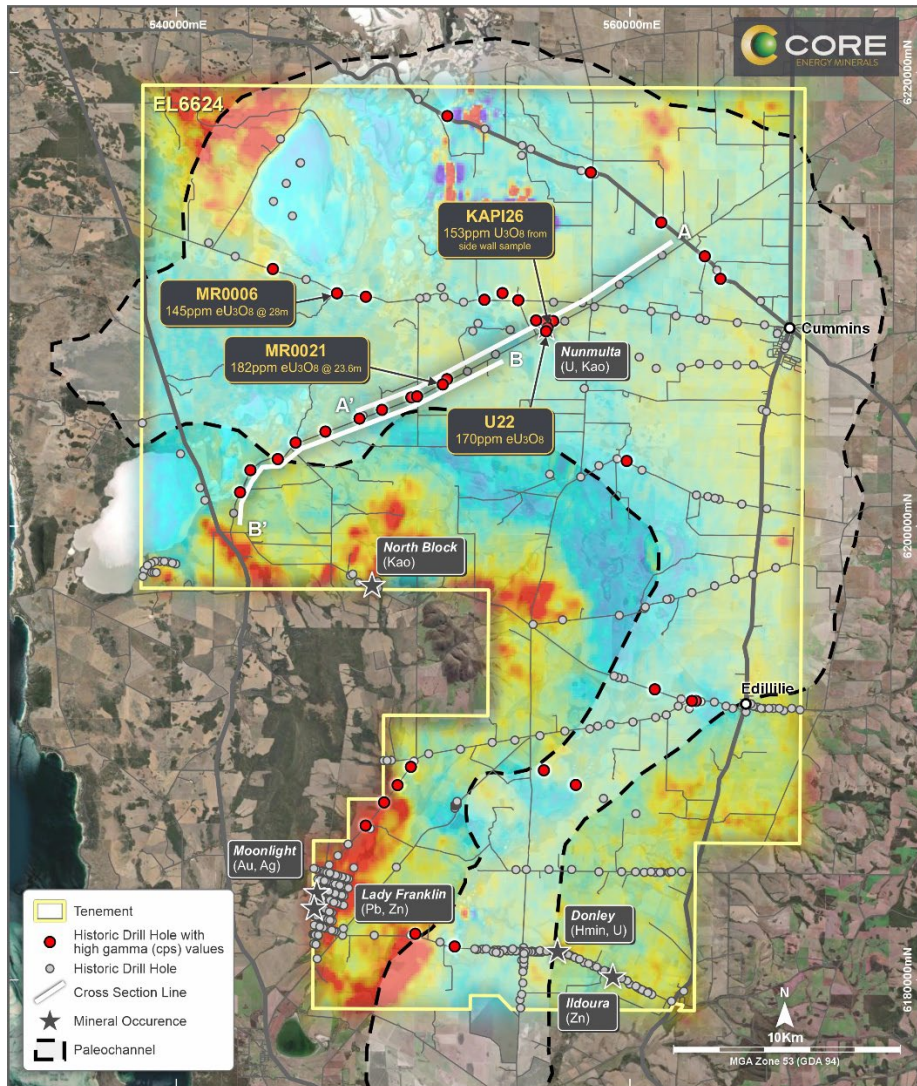 540000mE
560000mE
CORE
ENERGY MINERALS
6220000mN
EL6624
KAPI26
153ppm U₃O₈ from
side wall sample
A
MR0006
145ppm eU₃O₈ @ 28m
Cummins
MR0021
182ppm eU₃O₈ @ 23.6m
Nunmulta
(U, Kao)
B
A'
U22
170ppm eU₃O₈
B'
6200000mN
North Block
(Kao)
Edillilie
Moonlight
(Au, Ag)
Lady Franklin
(Pb, Zn)
Donley
(Hmin, U)
Ildoura
(Zn)
6180000mN
Tenement
Historic Drill Hole with
high gamma (cps) values
Historic Drill Hole
Cross Section Line
Mineral Occurence
Paleochannel
N
10Km
MGA Zone 53 (GDA 94)